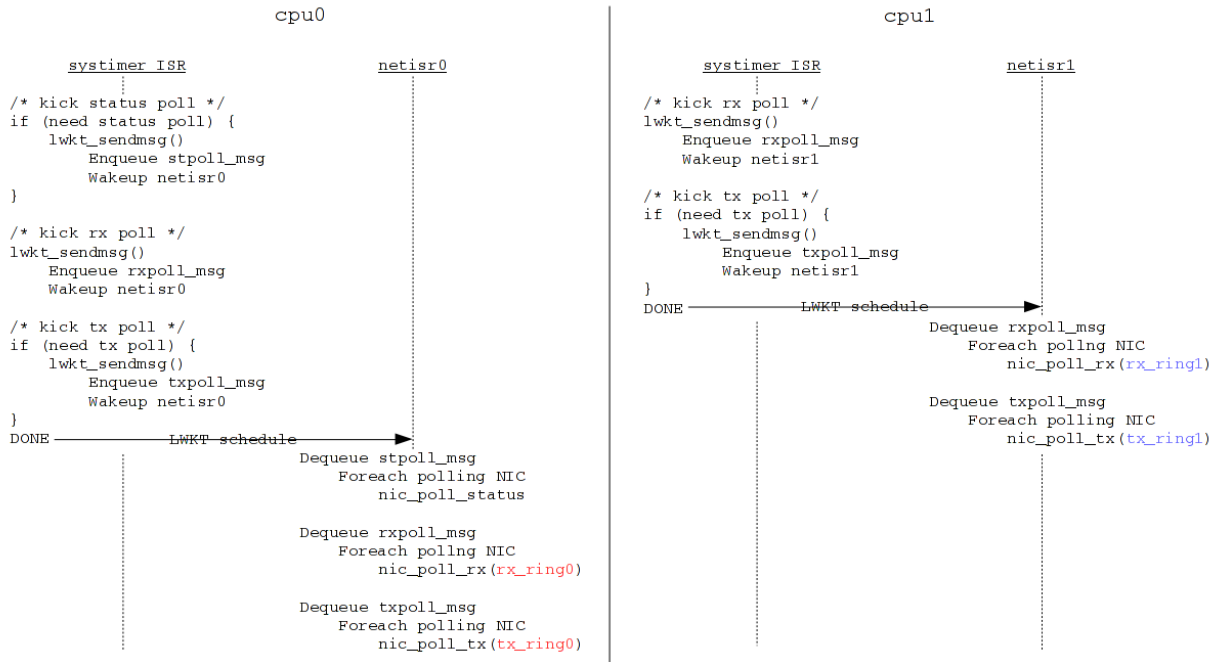 cpu0
systimer ISR
netisr0
/* kick status poll */
if (need status poll) {
lwkt_sendmsg()
Enqueue stpoll_msg
Wakeup netisr0
}
/* kick rx poll */
lwkt_sendmsg()
Enqueue rxpoll_msg
Wakeup netisr0
/* kick tx poll */
if (need tx poll) {
lwkt_sendmsg()
Enqueue txpoll_msg
Wakeup netisr0
}
DONE
LWKT schedule
Dequeue stpoll_msg
Foreach polling NIC
nic_poll_status
Dequeue rxpoll_msg
Foreach pollng NIC
nic_poll_rx(rx_ring0)
Dequeue txpoll_msg
Foreach polling NIC
nic_poll_tx(tx_ring0)
cpu1
systimer ISR
netisr1
/* kick rx poll */
lwkt_sendmsg()
Enqueue rxpoll_msg
Wakeup netisr1
/* kick tx poll */
if (need tx poll) {
lwkt_sendmsg()
Enqueue txpoll_msg
Wakeup netisr1
}
DONE
LWKT schedule
Dequeue rxpoll_msg
Foreach pollng NIC
nic_poll_rx(rx_ring1)
Dequeue txpoll_msg
Foreach polling NIC
nic_poll_tx(tx_ring1)